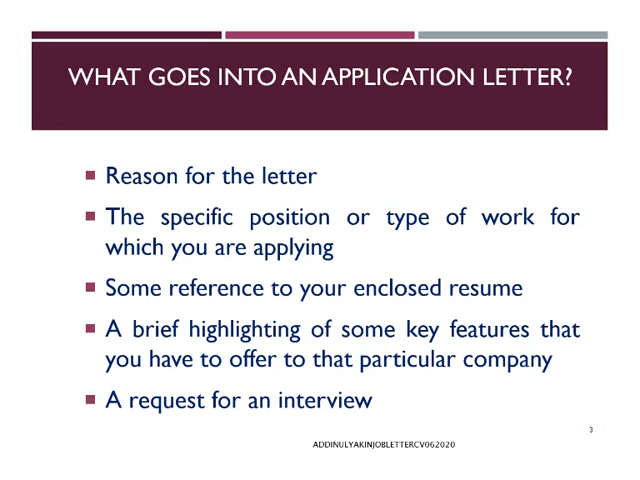 WHAT GOES INTO AN APPLICATION LETTER?
Reason for the letter
The specific position or type of work for
which you are applying
Some reference to your enclosed resume
A brief highlighting of some key features that
you have to offer to that particular company
A request for an interview
3
ADDINULYAKINJOBLETTERCV062020